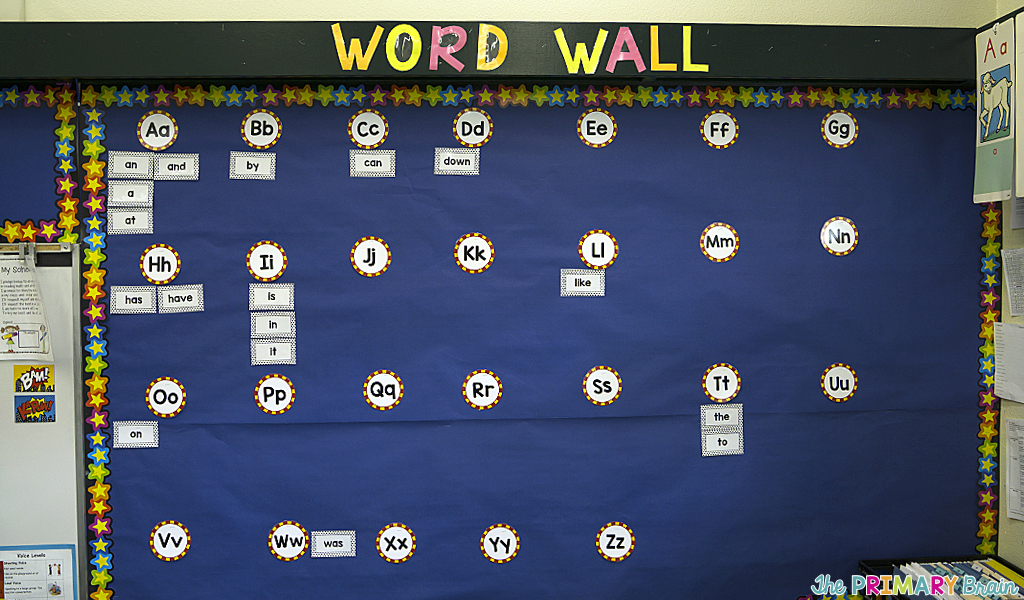 WORD WALL
Aa Bb Cc Dd Ee Ff Gg
an and by can down
a
at
Hh Ii Jj Kk Ll Mm Nn
has have is like
in
it
Oo Pp Qq Rr Ss Tt Uu
on the
to
Vv Ww was Xx Yy Zz
Aa
a
My School
BAM!
Voice Levels
The PRIMARY Brain